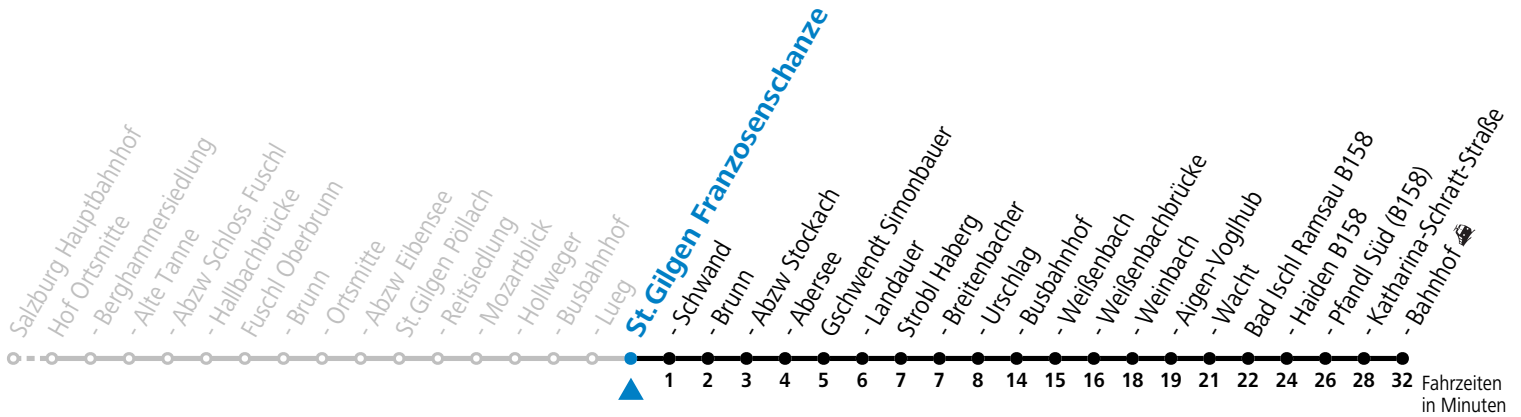 Salzburg Hauptbahnhof
Hof Ortsmitte
- Berghammersiedlung
- Alte Tanne
- Abzw Schloss Fuschl
- Hallbachbrücke
Fuschl Oberbrunn
- Brunn
- Ortsmitte
- Abzw Eibensee
St.Gilgen Pöllach
- Reitsiedlung
- Mozartblick
- Hollweger
- Busbahnhof
- Lueg
St. Gilgen Franzosenschanze
- Schwand
- Brunn
- Abzw Stockach
- Abersee
Gschwendt Simonbauer
- Landauer
Strobl Haberg
- Breitenbacher
- Urschlag
- Busbahnhof
- Weißenbach
- Weißenbachbrücke
- Weinbach
- Aigen-Voglhub
- Wacht
Bad Ischl Ramsau B158
- Haiden B158
- Pfandl Süd (B158)
- Katharina-Schratt-Straße
- Bahnhof
1 2 3 4 5 6 7 7 8 14 15 16 18 19 21 22 24 26 28 32 Fahrzeiten
in Minuten